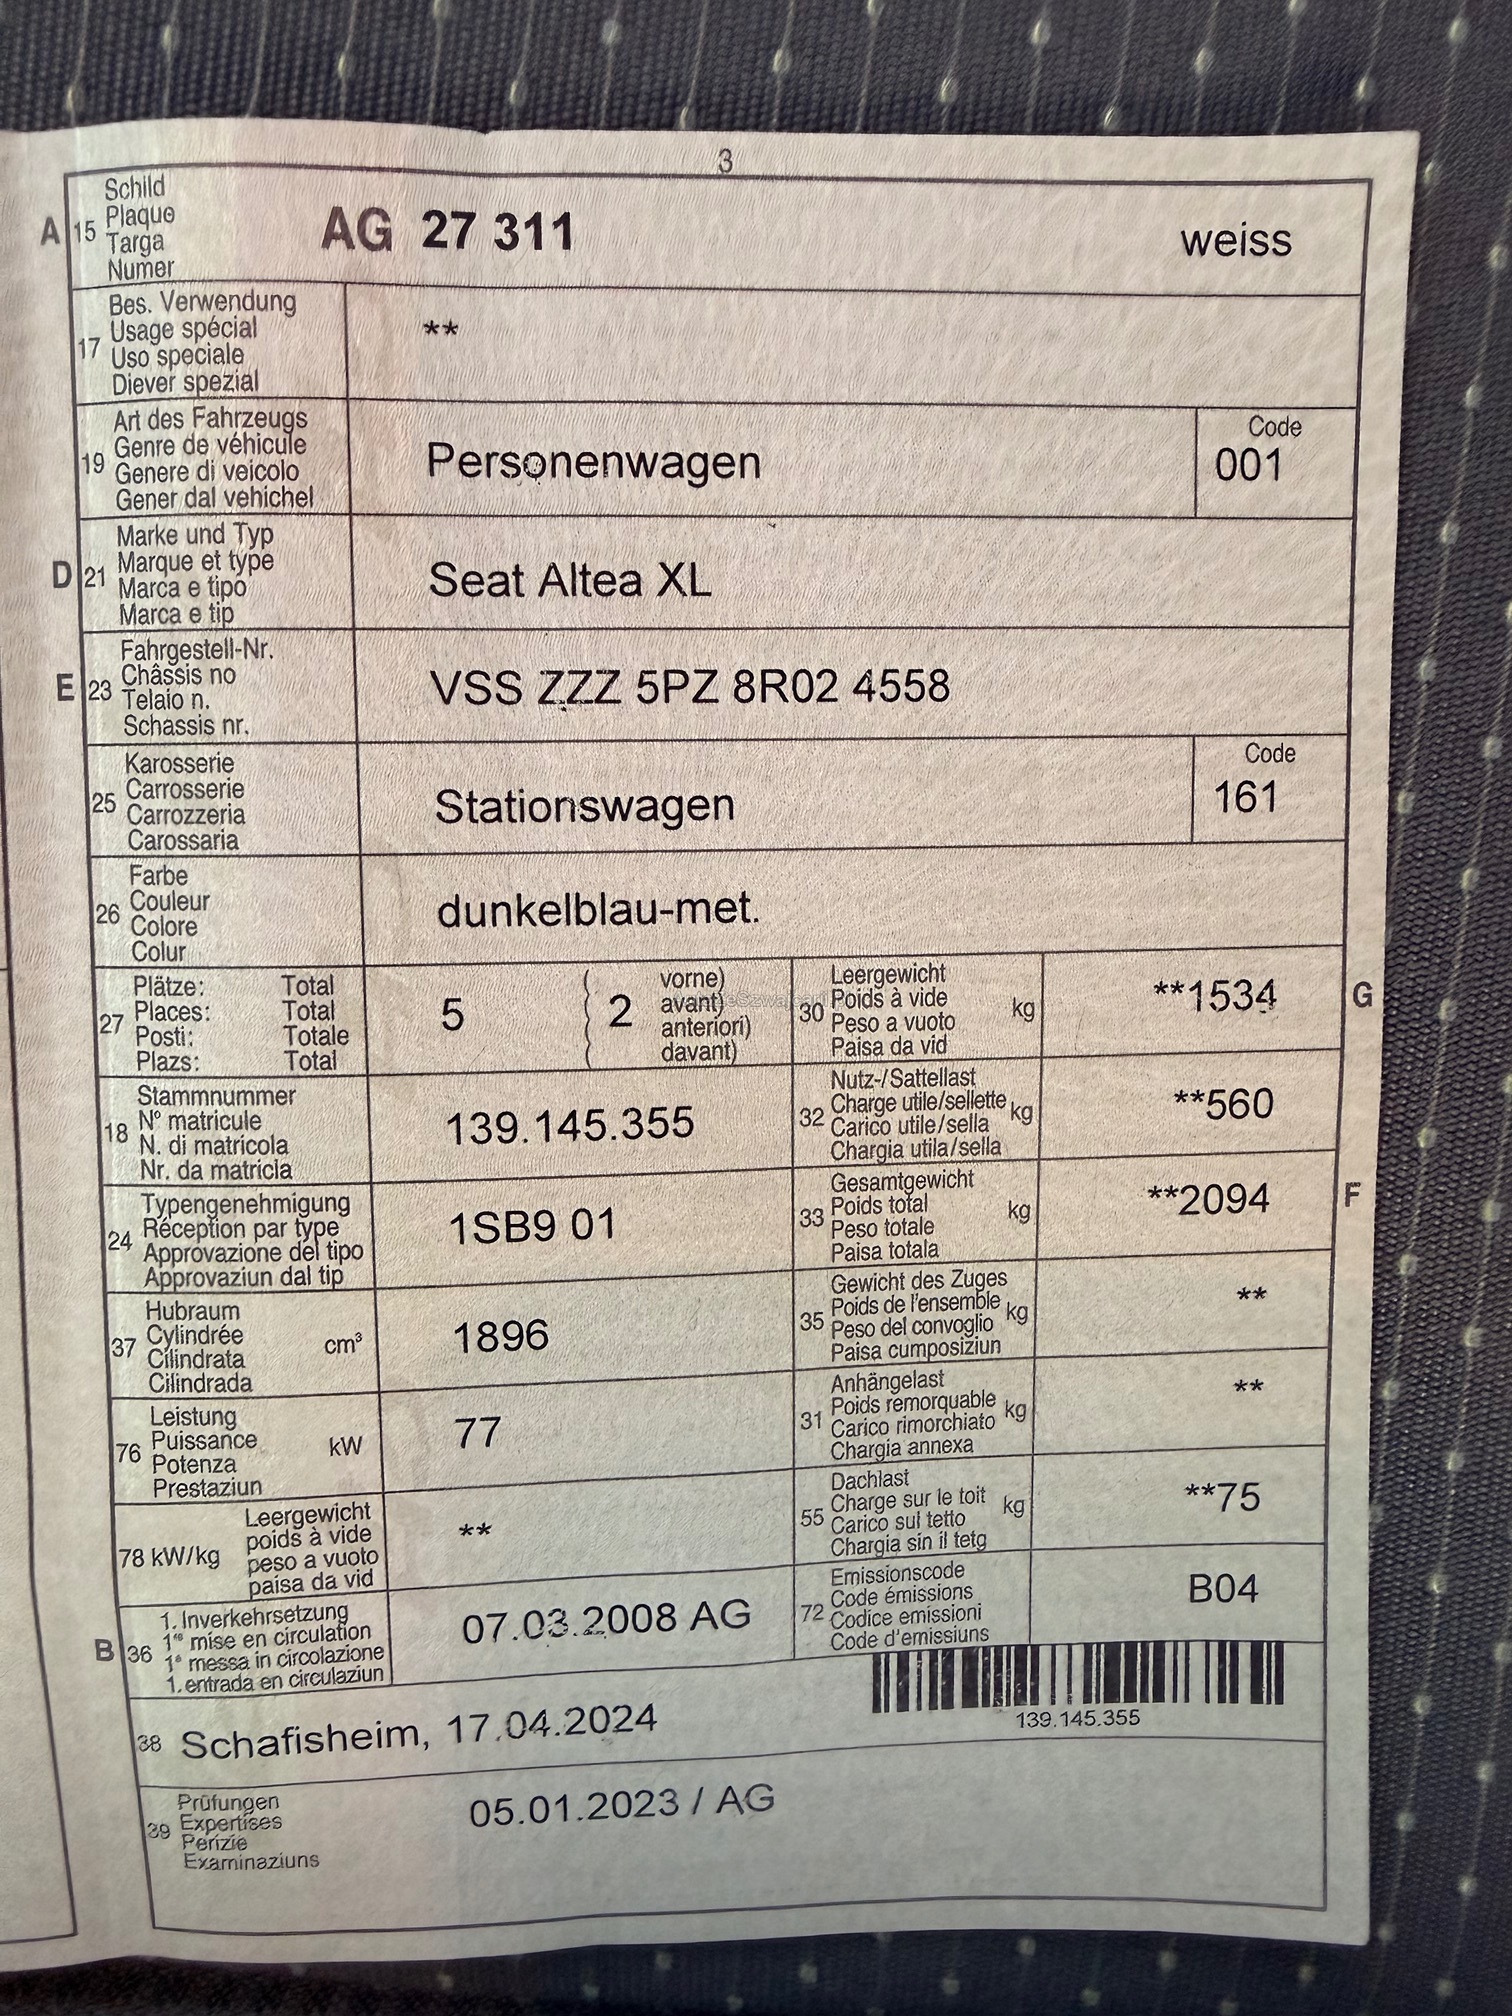 3
A 15 Schild Plaque Targa Numer AG 27 311 weiss
17 Bes. Verwendung Usage spécial Uso speciale Diever spezial **
19 Art des Fahrzeugs Genre de véhicule Genere di veicolo Gener dal vehichel Personenwagen Code 001
D 21 Marke und Typ Marque et type Marca e tipo Marca e tip Seat Altea XL
E 23 Fahrgestell-Nr. Châssis no Telaio n. Schassis nr. VSS ZZZ 5PZ 8R02 4558
25 Karosserie Carrosserie Carrozzeria Carossaria Stationswagen Code 161
26 Farbe Couleur Colore Colur dunkelblau-met.
27 Plätze: Total Places: Total Posti: Totale Plazs: Total 5 ( 2 vorne) avant) anteriori) davant)
30 Leergewicht Poids à vide Peso a vuoto Paisa da vid kg **1534 G
18 Stammnummer N° matricule N. di matricola Nr. da matricla 139.145.355
32 Nutz-/Sattellast Charge utile/sellette Carico utile/sella Chargia utila/sella kg **560
24 Typengenehmigung Réception par type Approvazione del tipo Approvaziun dal tip 1SB9 01
33 Gesamtgewicht Poids total Peso totale Paisa totala kg **2094 F
37 Hubraum Cylindrée Cilindrata Cilindrada cm³ 1896
35 Gewicht des Zuges Poids de l'ensemble Peso del convoglio Paisa cumposiziun kg **
76 Leistung Puissance Potenza Prestaziun kW 77
31 Anhängelast Poids remorquable Carico rimorchiato Chargia annexa kg **
78 kW/kg Leergewicht poids à vide peso a vuoto paisa da vid **
55 Dachlast Charge sur le toit Carico sul tetto Chargia sin il tetg kg **75
B 36 1. Inverkehrsetzung 1re mise en circulation 1a messa in circolazione 1. entrada en circulaziun 07.03.2008 AG
72 Emissionscode Code émissions Codice emissioni Code d'emissiuns B04
139.145.355
38 Schafisheim, 17.04.2024
39 Prüfungen Expertises Perizie Examinaziuns 05.01.2023 / AG